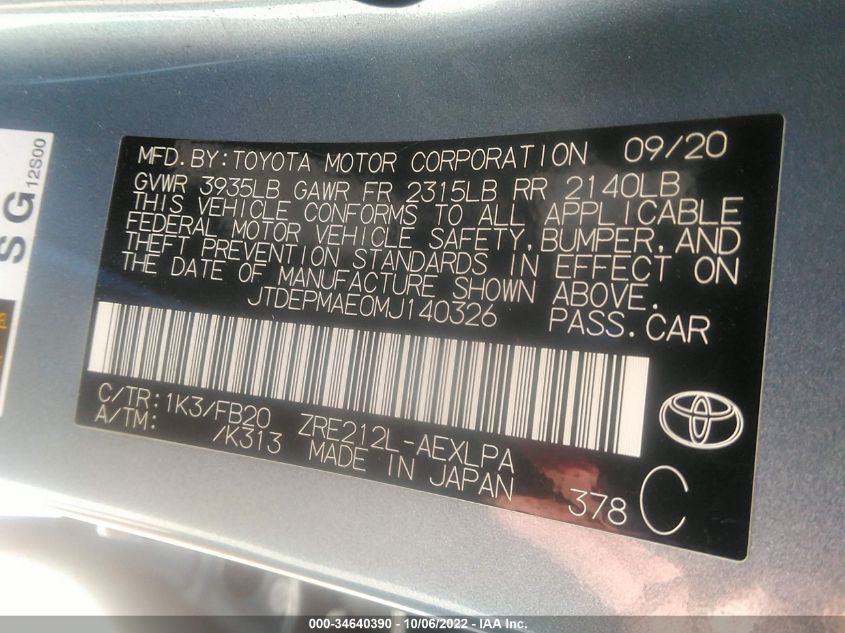 MFD.BY:TOYOTA MOTOR CORPORATION 09/20
GVWR 3935LB GAWR FR 2315LB RR 2140LB
THIS VEHICLE CONFORMS TO ALL APPLICABLE
FEDERAL MOTOR VEHICLE SAFETY,BUMPER,AND
THEFT PREVENTION STANDARDS IN EFFECT ON
THE DATE OF MANUFACTURE SHOWN ABOVE.
JTDEPMAE0MJ140326 PASS.CAR
C/TR:1K3/FB20 ZRE212L-AEXLPA
A/TM: /K313 MADE IN JAPAN
378 C
SG
12S00
000-34640390 - 10/06/2022 - IAA Inc.